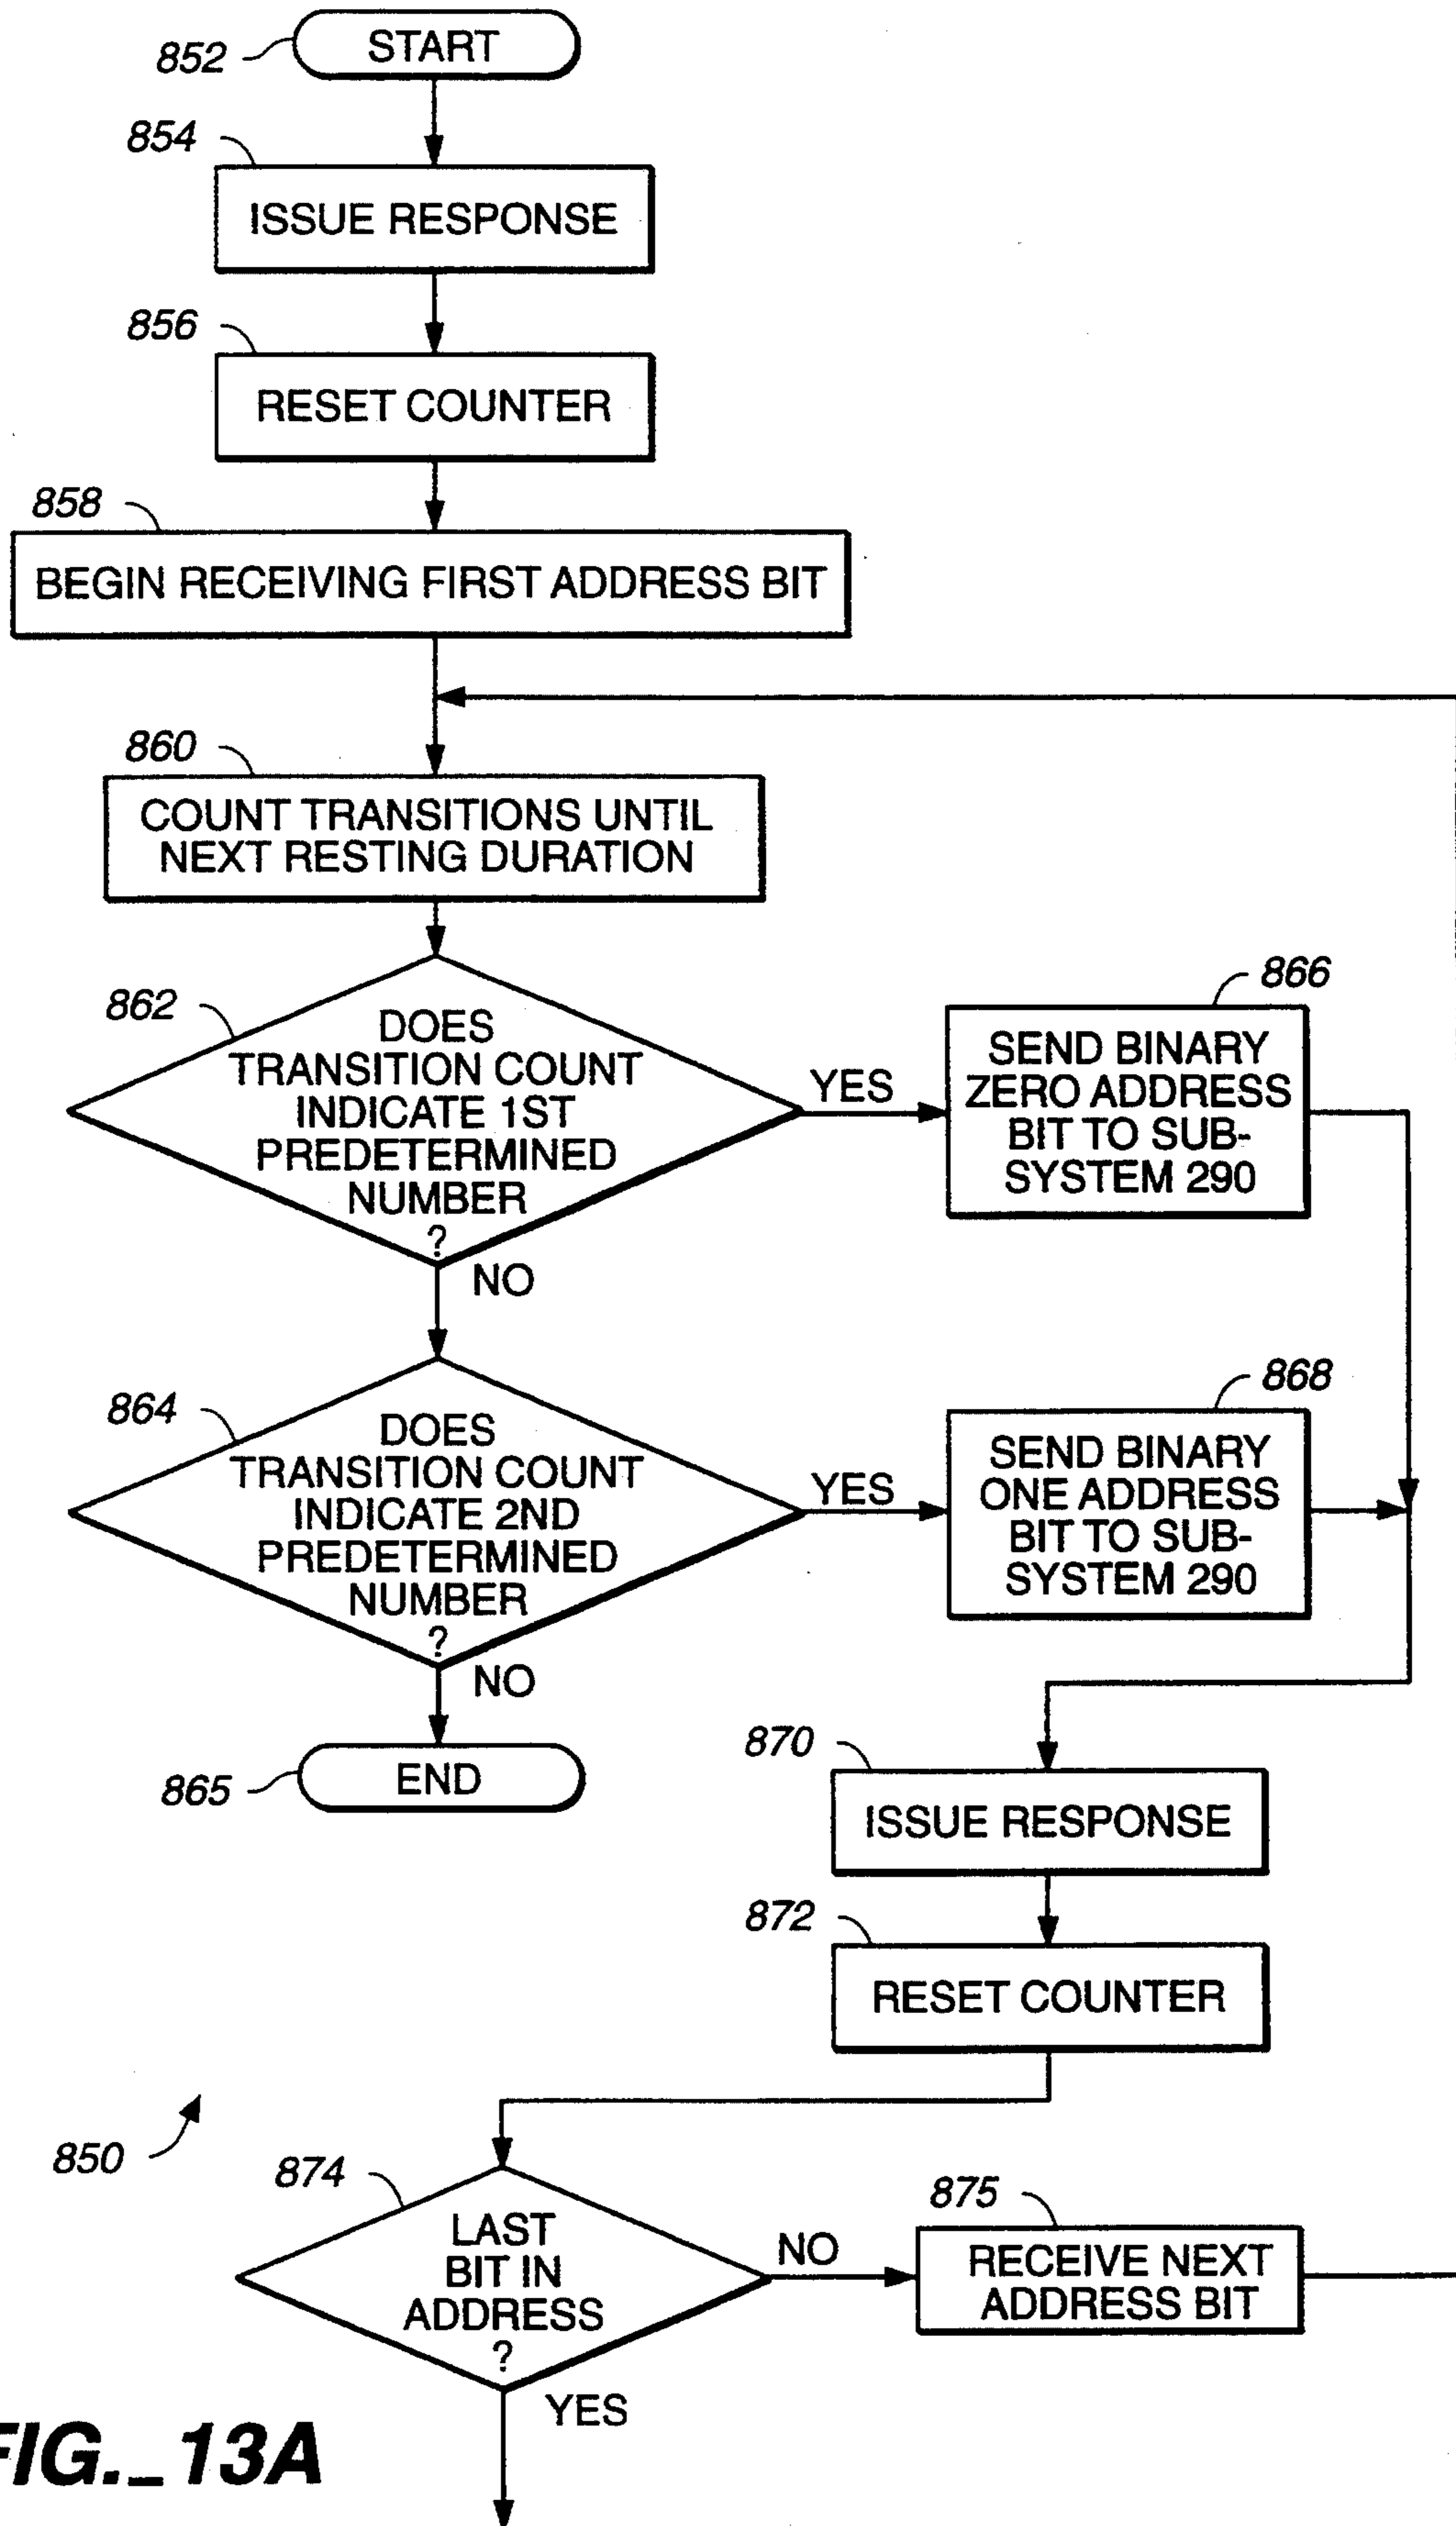 852
START
854
ISSUE RESPONSE
856
RESET COUNTER
858
BEGIN RECEIVING FIRST ADDRESS BIT
860
COUNT TRANSITIONS UNTIL
NEXT RESTING DURATION
862
DOES
TRANSITION COUNT
INDICATE 1ST
PREDETERMINED
NUMBER
?
YES
NO
866
SEND BINARY
ZERO ADDRESS
BIT TO SUB-
SYSTEM 290
864
DOES
TRANSITION COUNT
INDICATE 2ND
PREDETERMINED
NUMBER
?
YES
NO
868
SEND BINARY
ONE ADDRESS
BIT TO SUB-
SYSTEM 290
865
END
870
ISSUE RESPONSE
872
RESET COUNTER
850
874
LAST
BIT IN
ADDRESS
?
NO
YES
875
RECEIVE NEXT
ADDRESS BIT
FIG._13A